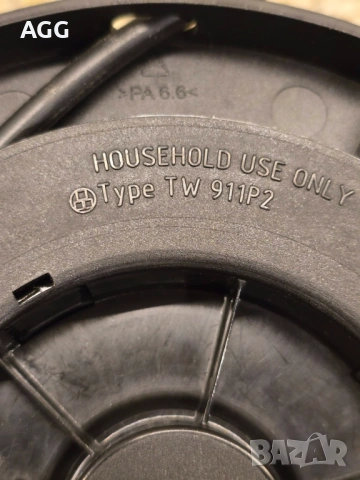 AGG
>PA 6.6<
HOUSEHOLD USE ONLY
Type TW 911P2
BAZAR